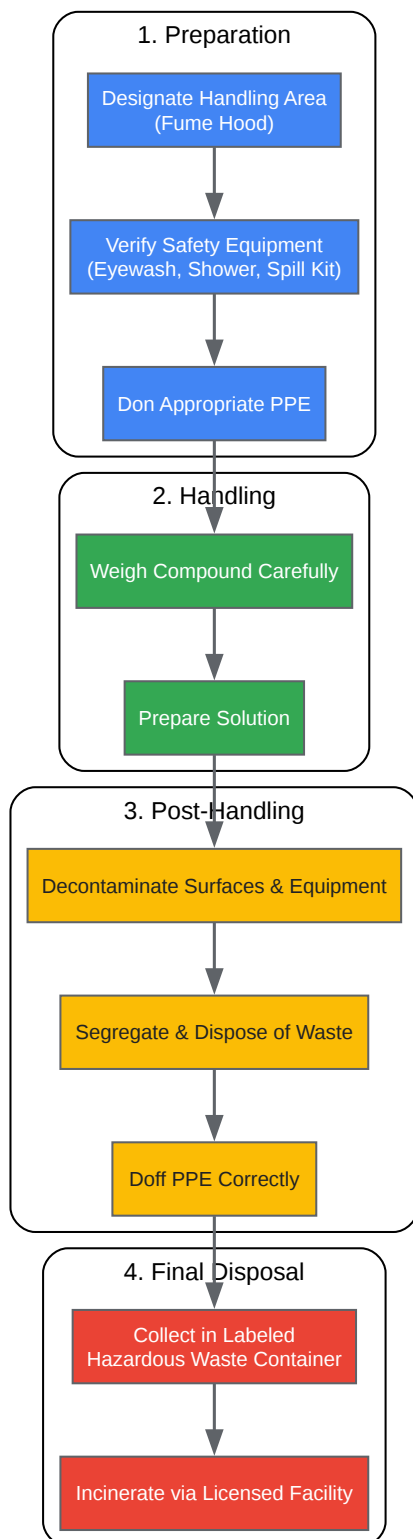 1. Preparation
Designate Handling Area
(Fume Hood)
Verify Safety Equipment
(Eyewash, Shower, Spill Kit)
Don Appropriate PPE
2. Handling
Weigh Compound Carefully
Prepare Solution
3. Post-Handling
Decontaminate Surfaces & Equipment
Segregate & Dispose of Waste
Doff PPE Correctly
4. Final Disposal
Collect in Labeled
Hazardous Waste Container
Incinerate via Licensed Facility